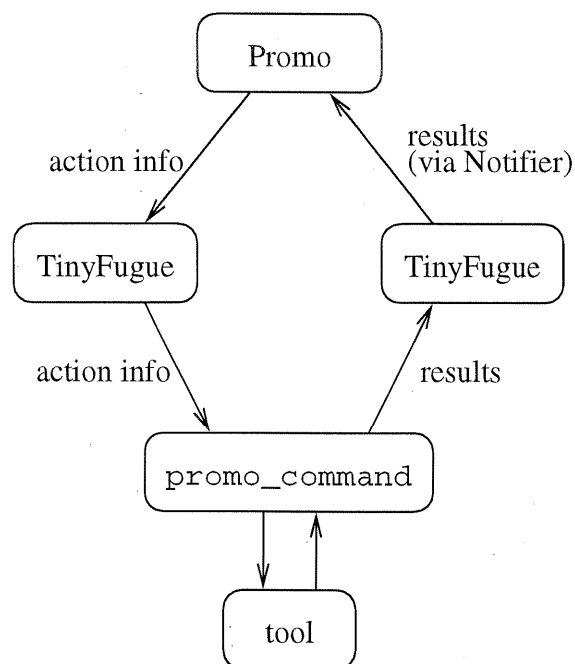 Promo
results
(via Notifier)
action info
TinyFugue
TinyFugue
action info
results
promo_command
tool